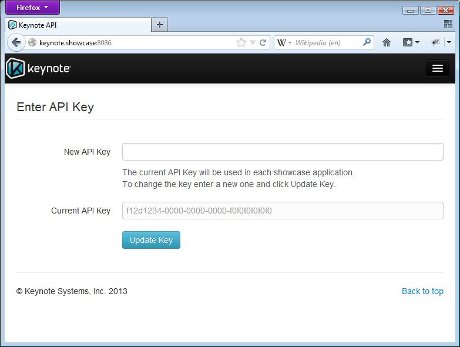 Firefox
Keynote API
keynote.showcase:8086
Wikipedia (en)
keynote
Enter API Key
New API Key
The current API Key will be used in each showcase application.
To change the key enter a new one and click Update Key.
Current API Key
f12d1234-0000-0000-0000-f0f0f0f0f0f0
Update Key
© Keynote Systems, Inc. 2013
Back to top